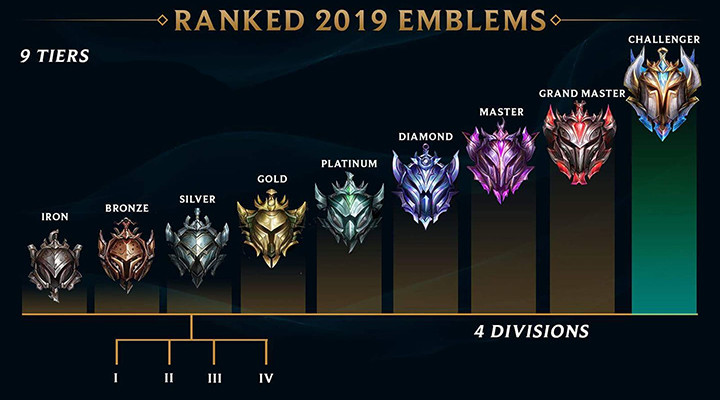 RANKED 2019 EMBLEMS
9 TIERS
IRON
BRONZE
SILVER
GOLD
PLATINUM
DIAMOND
MASTER
GRAND MASTER
CHALLENGER
4 DIVISIONS
I
II
III
IV